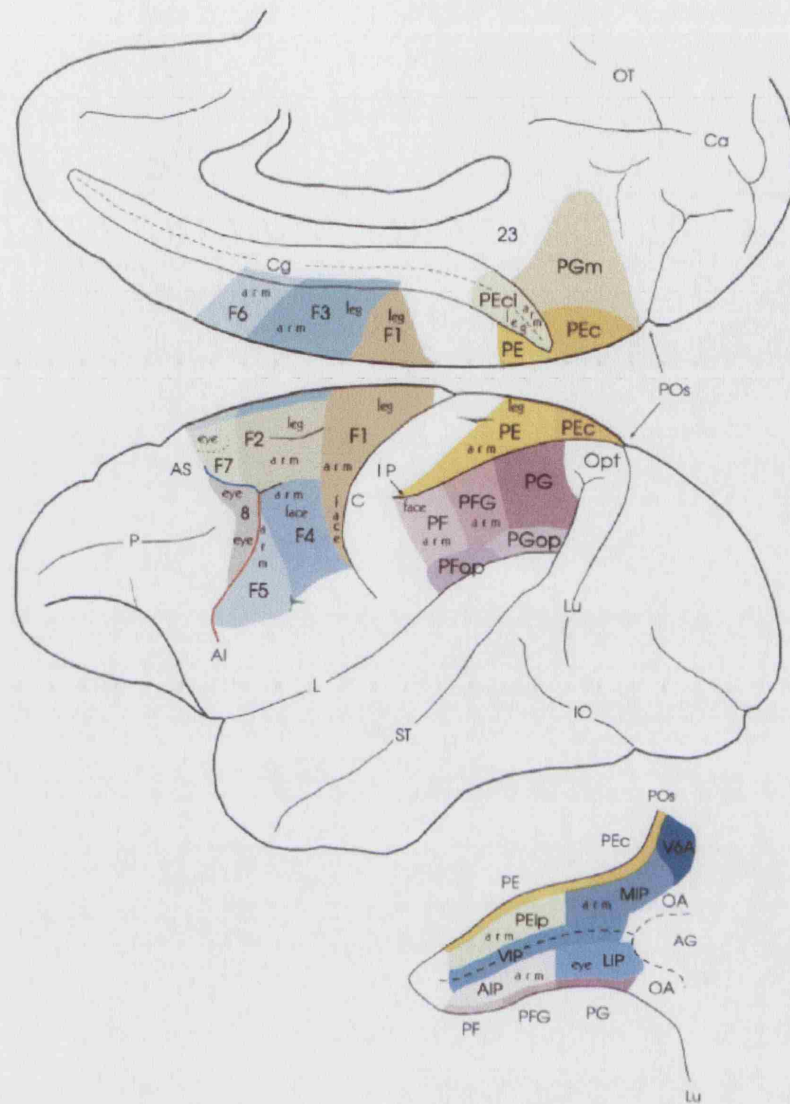 OT
Ca
23
PGm
Cg
arm
F6
F3
leg
arm
leg
F1
PEci
leg
arm
PE
PEc
POs
leg
leg
eye
F2
leg
F1
PE
PEc
arm
F7
arm
arm
IP
Opt
AS
eye
arm
PG
8
face
face
C
face
PFG
PF
arm
arm
eye
arm
F4
P
PGop
PFop
F5
Lu
AI
L
IO
ST
POs
PEc
V6A
PE
MIP
arm
OA
PEip
arm
AG
VIP
eye
LIP
arm
AIP
OA
PF
PFG
PG
Lu